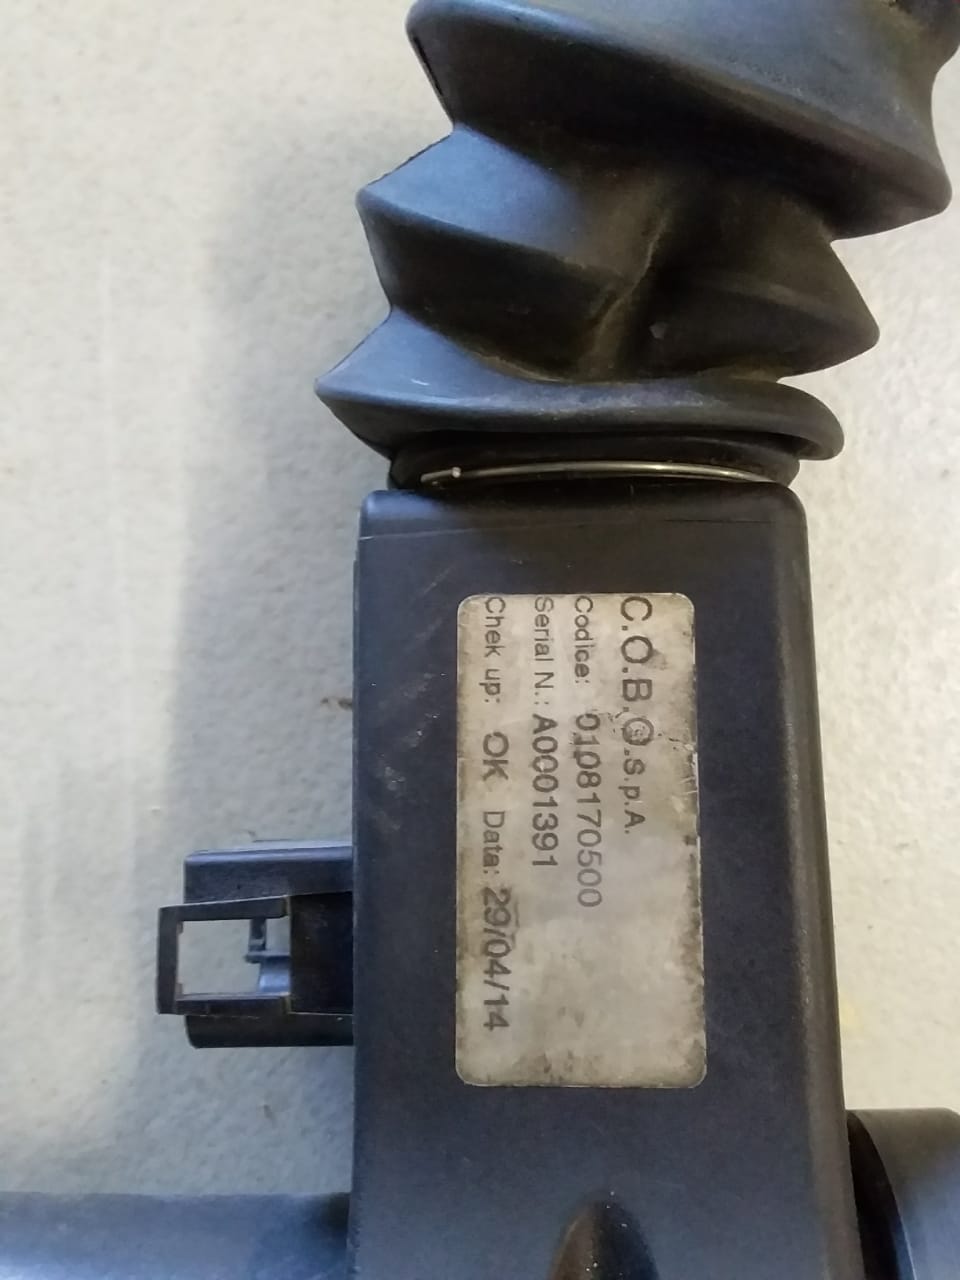 C.O.B.O.s.p.A.
Codice: 0108170500
Serial N.: A0001391
Chek up: OK Data: 29/04/14